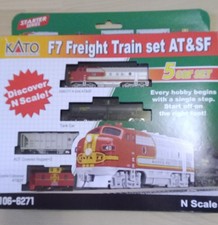 STARTER SERIES
KATO F7 Freight Train set AT&SF
5 UNIT SET
Discover
N Scale!
Every hobby begins
with a single step.
Start off on
the right foot!
106-6271
N Scale